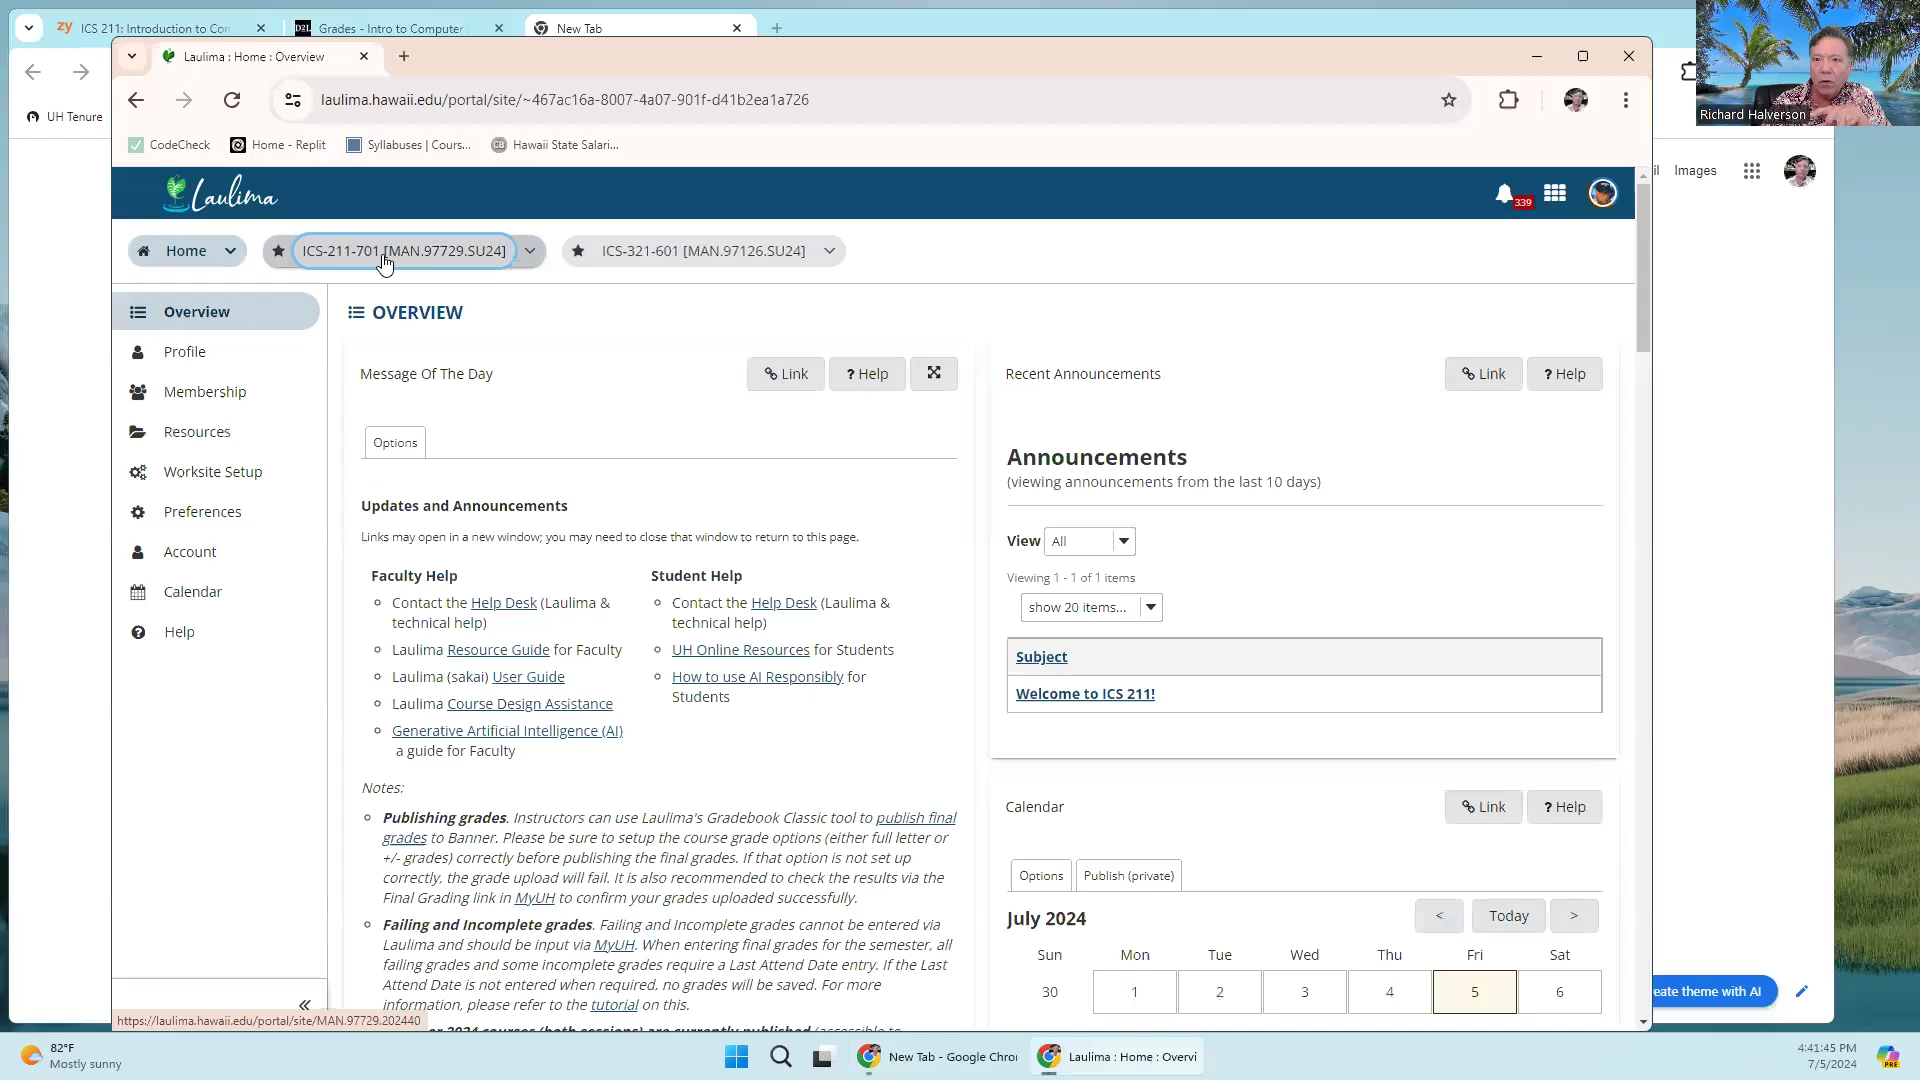 zy ICS 211: Introduction to Con
D2L Grades - Intro to Computer
New Tab
Laulima : Home : Overview
laulima.hawaii.edu/portal/site/~467ac16a-8007-4a07-901f-d41b2ea1a726
UH Tenure
Richard Halverson
CodeCheck
Home - Replit
Syllabuses | Cours...
CB Hawaii State Salari...
Images
Laulima
339
Home
ICS-211-701 [MAN.97729.SU24]
ICS-321-601 [MAN.97126.SU24]
Overview
Profile
Membership
Resources
Worksite Setup
Preferences
Account
Calendar
Help
OVERVIEW
Message Of The Day
Link
? Help
Options
Updates and Announcements
Links may open in a new window; you may need to close that window to return to this page.
Faculty Help
Contact the Help Desk (Laulima &
technical help)
Laulima Resource Guide for Faculty
Laulima (sakai) User Guide
Laulima Course Design Assistance
Generative Artificial Intelligence (AI)
a guide for Faculty
Student Help
Contact the Help Desk (Laulima &
technical help)
UH Online Resources for Students
How to use AI Responsibly for
Students
Notes:
Publishing grades. Instructors can use Laulima's Gradebook Classic tool to publish final
grades to Banner. Please be sure to setup the course grade options (either full letter or
+/- grades) correctly before publishing the final grades. If that option is not set up
correctly, the grade upload will fail. It is also recommended to check the results via the
Final Grading link in MyUH to confirm your grades uploaded successfully.
Failing and Incomplete grades. Failing and Incomplete grades cannot be entered via
Laulima and should be input via MyUH. When entering final grades for the semester, all
failing grades and some incomplete grades require a Last Attend Date entry. If the Last
Attend Date is not entered when required, no grades will be saved. For more
information, please refer to the tutorial on this.
er 2024 courses (both sessions) are currently published (accessible to
Recent Announcements
Link
? Help
Announcements
(viewing announcements from the last 10 days)
View All
Viewing 1 - 1 of 1 items
show 20 items...
Subject
Welcome to ICS 211!
Calendar
Link
? Help
Options
Publish (private)
July 2024
<
Today
>
Sun Mon Tue Wed Thu Fri Sat
30 1 2 3 4 5 6
eate theme with AI
https://laulima.hawaii.edu/portal/site/MAN.97729.202440
82°F
Mostly sunny
New Tab - Google Chro
Laulima : Home : Overvi
4:41:45 PM
7/5/2024
PRE